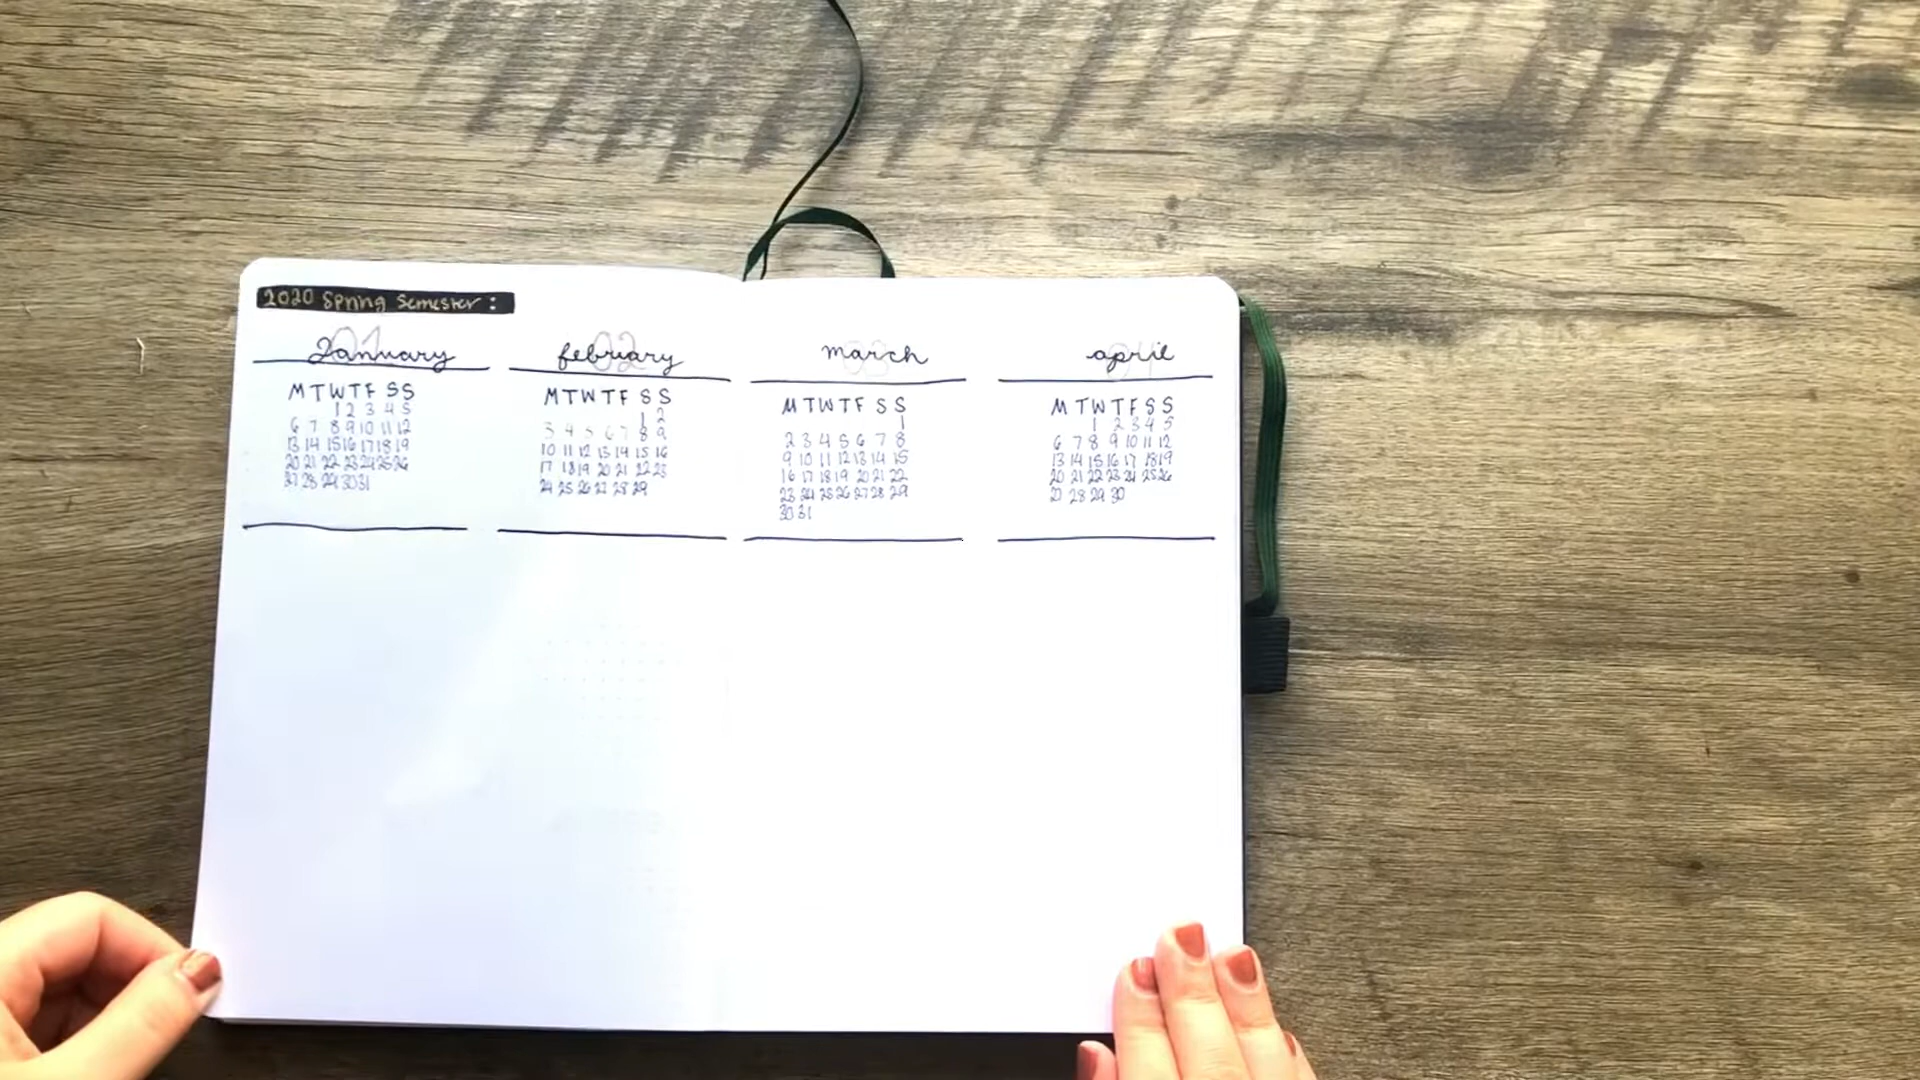 2020 Spring Semester:
January
M T W T F S S
1 2 3 4 5
6 7 8 9 10 11 12
13 14 15 16 17 18 19
20 21 22 23 24 25 26
27 28 29 30 31
february
M T W T F S S
1 2
3 4 5 6 7 8 9
10 11 12 13 14 15 16
17 18 19 20 21 22 23
24 25 26 27 28 29
march
M T W T F S S
1
2 3 4 5 6 7 8
9 10 11 12 13 14 15
16 17 18 19 20 21 22
23 24 25 26 27 28 29
30 31
april
M T W T F S S
1 2 3 4 5
6 7 8 9 10 11 12
13 14 15 16 17 18 19
20 21 22 23 24 25 26
28 29 30